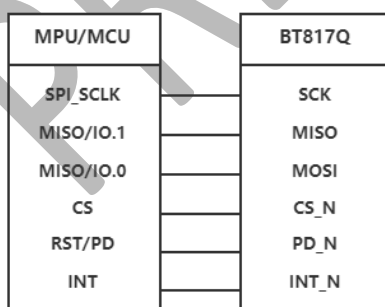 MPU/MCU BT817Q
SPI_SCLK SCK
MISO/IO.1 MISO
MISO/IO.0 MOSI
CS CS_N
RST/PD PD_N
INT INT_N